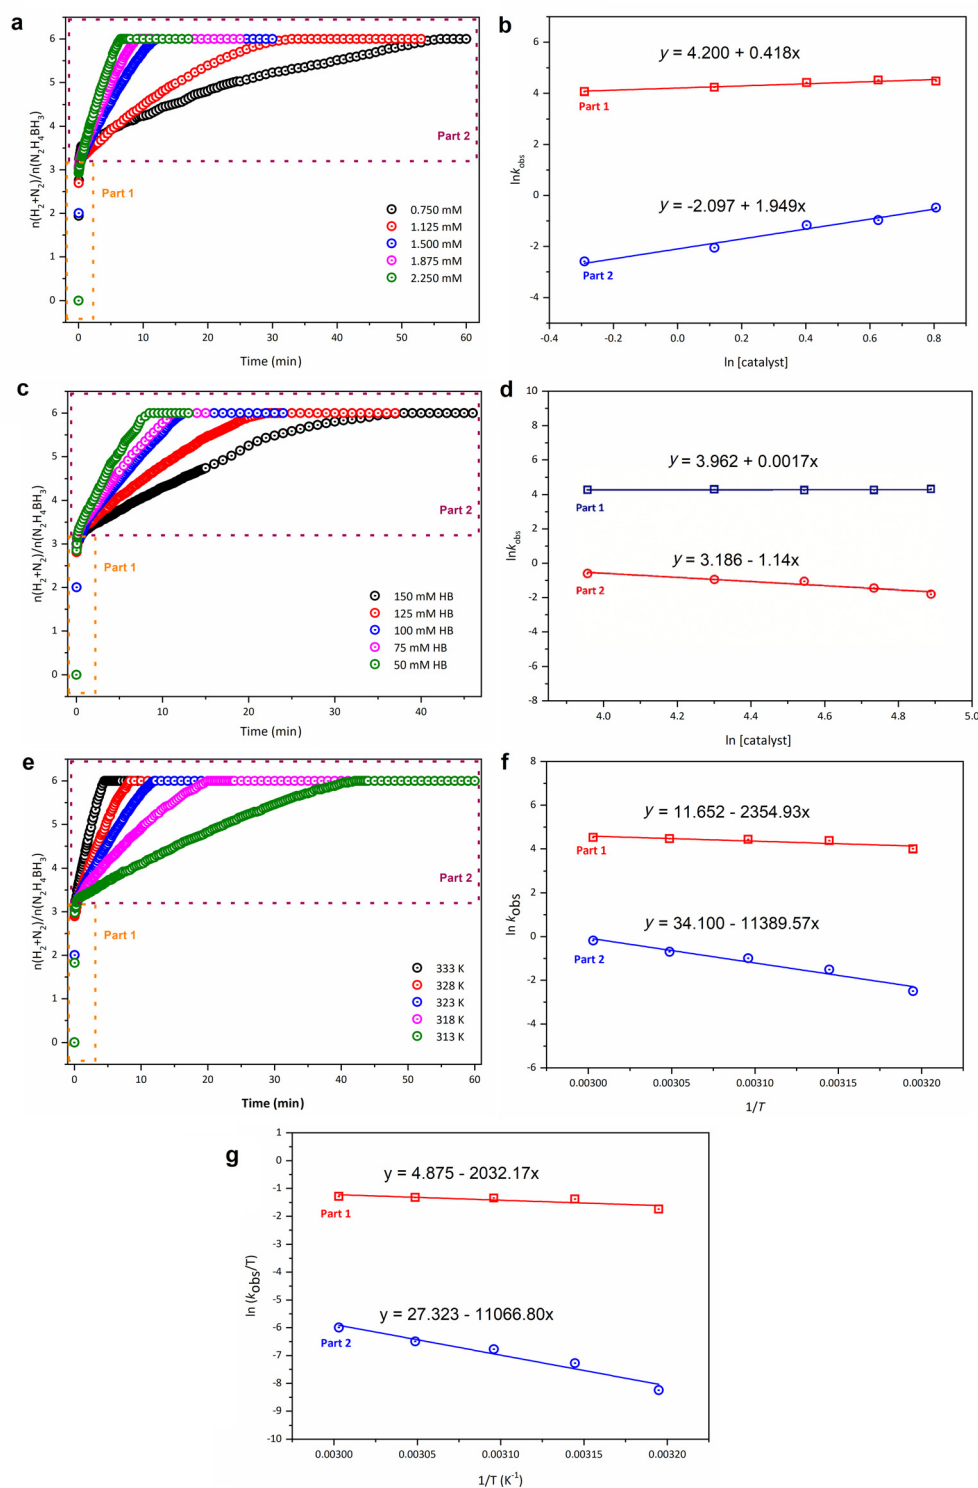 a
n(H2+N2)/n(N2H4BH3)
6
5
4
3
2
1
0
Part 2
Part 1
0.750 mM
1.125 mM
1.500 mM
1.875 mM
2.250 mM
0 10 20 30 40 50 60
Time (min)
b
lnkobs
6
4
2
0
-2
-4
y = 4.200 + 0.418x
Part 1
y = -2.097 + 1.949x
Part 2
-0.4 -0.2 0.0 0.2 0.4 0.6 0.8
ln [catalyst]
c
n(H2+N2)/n(N2H4BH3)
6
5
4
3
2
1
0
Part 2
Part 1
150 mM HB
125 mM HB
100 mM HB
75 mM HB
50 mM HB
0 10 20 30 40
Time (min)
d
lnkobs
10
8
6
4
2
0
-2
-4
-6
-8
y = 3.962 + 0.0017x
Part 1
y = 3.186 - 1.14x
Part 2
4.0 4.2 4.4 4.6 4.8 5.0
ln [catalyst]
e
n(H2+N2)/n(N2H4BH3)
6
5
4
3
2
1
0
Part 2
Part 1
333 K
328 K
323 K
318 K
313 K
0 10 20 30 40 50 60
Time (min)
f
ln kobs
8
6
4
2
0
-2
-4
-6
y = 11.652 - 2354.93x
Part 1
y = 34.100 - 11389.57x
Part 2
0.00300 0.00305 0.00310 0.00315 0.00320
1/T
g
ln (kobs/T)
1
0
-1
-2
-3
-4
-5
-6
-7
-8
-9
-10
y = 4.875 - 2032.17x
Part 1
y = 27.323 - 11066.80x
Part 2
0.00300 0.00305 0.00310 0.00315 0.00320
1/T (K-1)